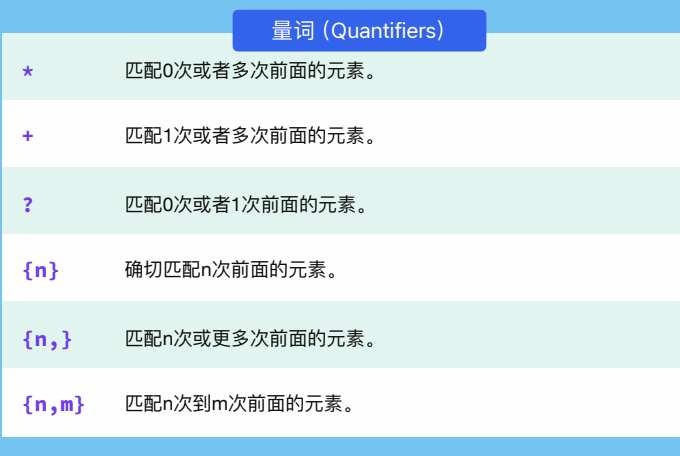 量词（Quantifiers）
* 匹配0次或者多次前面的元素。
+ 匹配1次或者多次前面的元素。
? 匹配0次或者1次前面的元素。
{n} 确切匹配n次前面的元素。
{n,} 匹配n次或更多次前面的元素。
{n,m} 匹配n次到m次前面的元素。